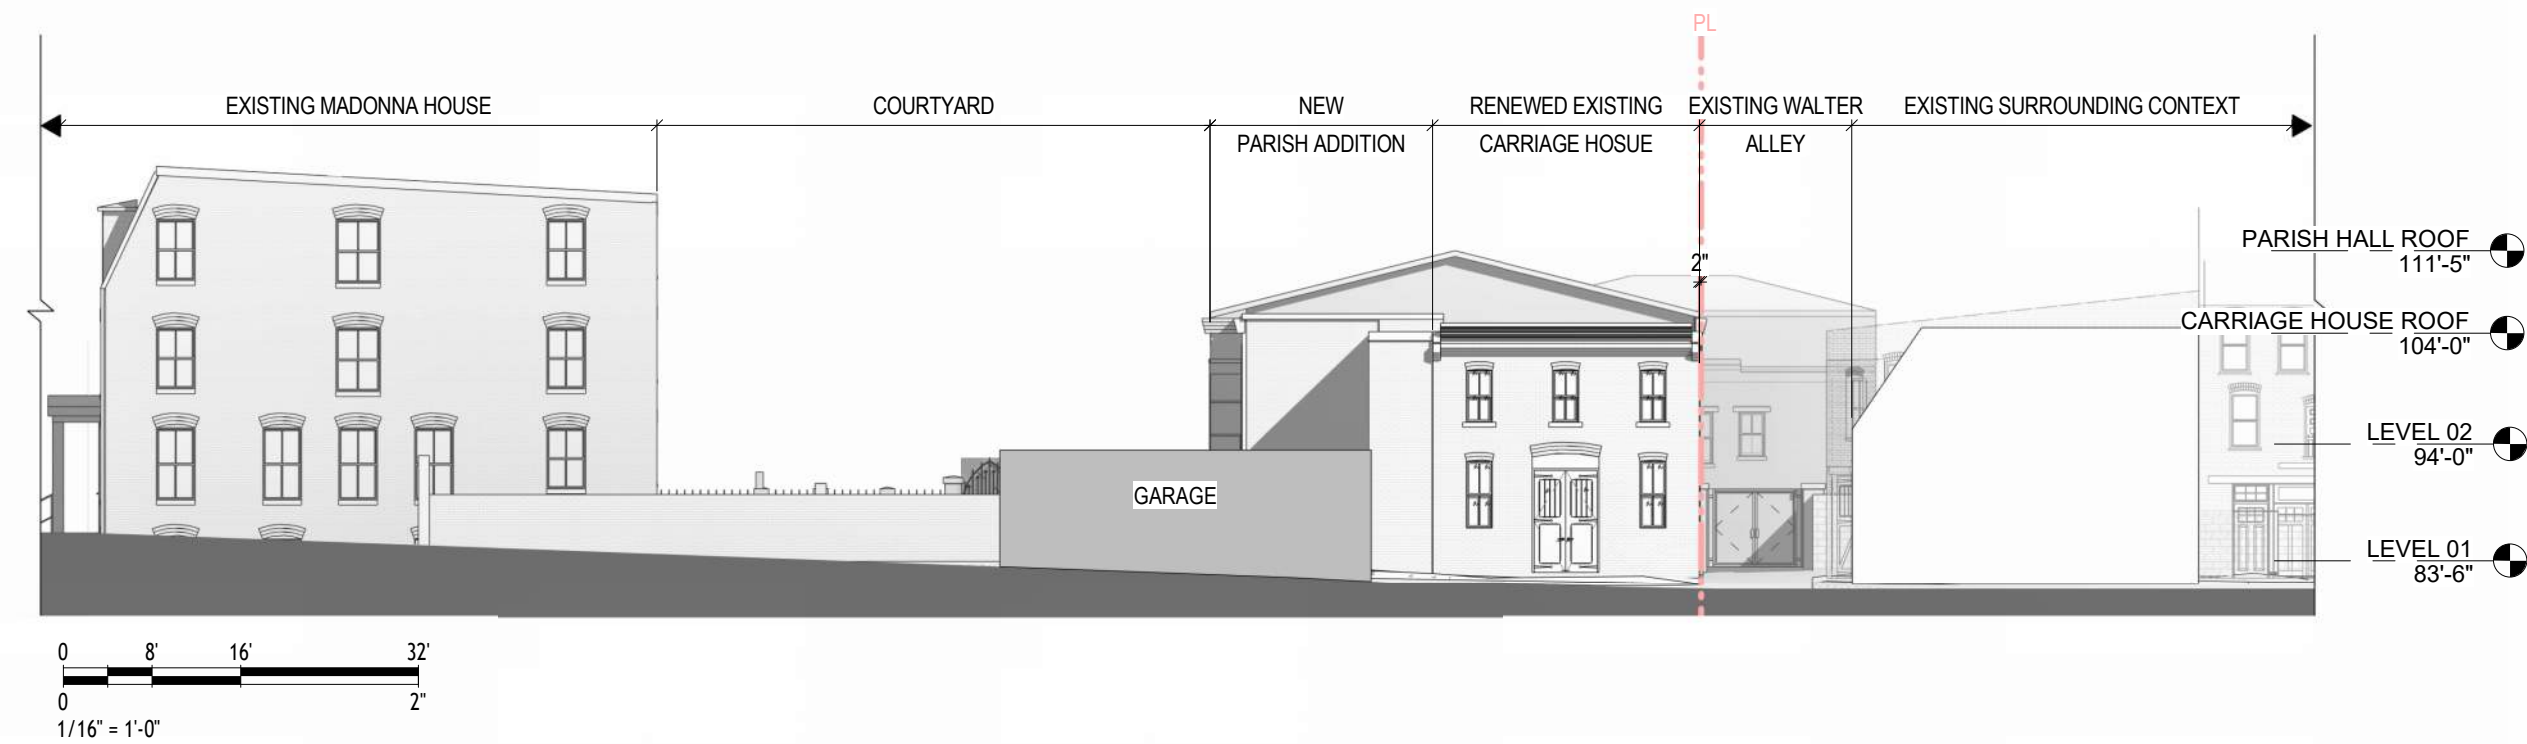 PL
EXISTING MADONNA HOUSE
COURTYARD
NEW
PARISH ADDITION
RENEWED EXISTING
CARRIAGE HOSUE
EXISTING WALTER
ALLEY
EXISTING SURROUNDING CONTEXT
2"
PARISH HALL ROOF
111'-5"
CARRIAGE HOUSE ROOF
104'-0"
LEVEL 02
94'-0"
GARAGE
LEVEL 01
83'-6"
0 8' 16' 32'
0 2"
1/16" = 1'-0"